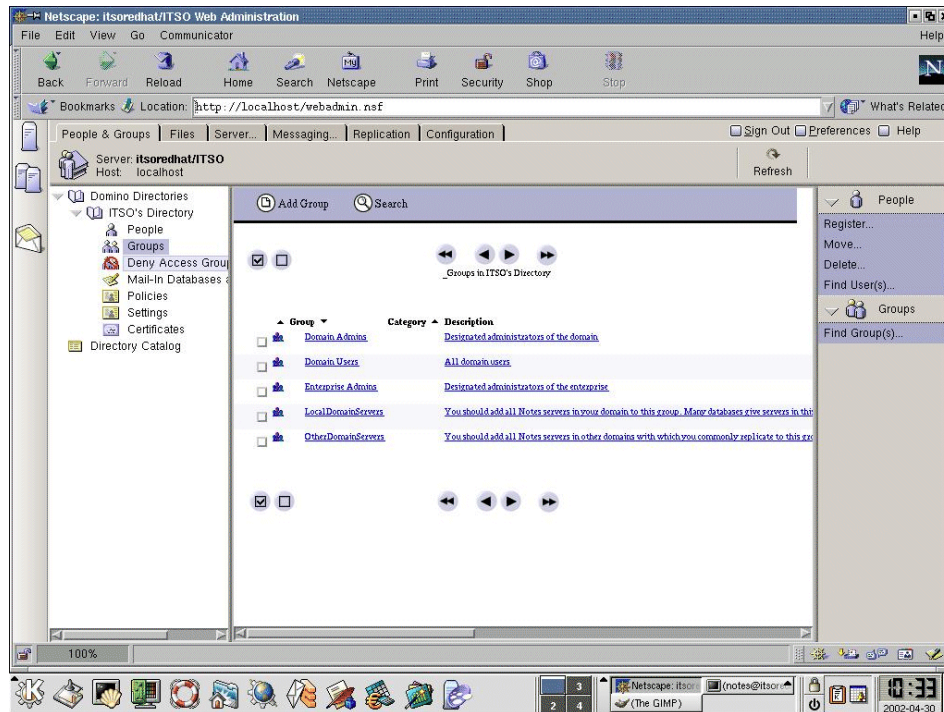 Netscape: itsoredhat/ITSO Web Administration
File Edit View Go Communicator Help
Back Forward Reload Home Search Netscape Print Security Shop Stop
My
N
Bookmarks Location: http://localhost/webadmin.nsf What's Related
People & Groups Files Server... Messaging... Replication Configuration Sign Out Preferences Help
Server: itsoredhat/ITSO
Host: localhost
Refresh
Domino Directories
ITSO's Directory
People
Groups
Deny Access Group
Mail-In Databases a
Policies
Settings
Certificates
Directory Catalog
Add Group Search
_Groups in ITSO's Directory
Group Category Description
Domain Admins Designated administrators of the domain
Domain Users All domain users
Enterprise Admins Designated administrators of the enterprise
LocalDomainServers You should add all Notes servers in your domain to this group. Many databases give servers in this
OtherDomainServers You should add all Notes servers in other domains with which you commonly replicate to this gro
People
Register...
Move...
Delete...
Find User(s)...
Groups
Find Group(s)...
100%
3
2 4
Netscape: itsore
(notes@itsore
(The GIMP)
10:33
2002-04-30